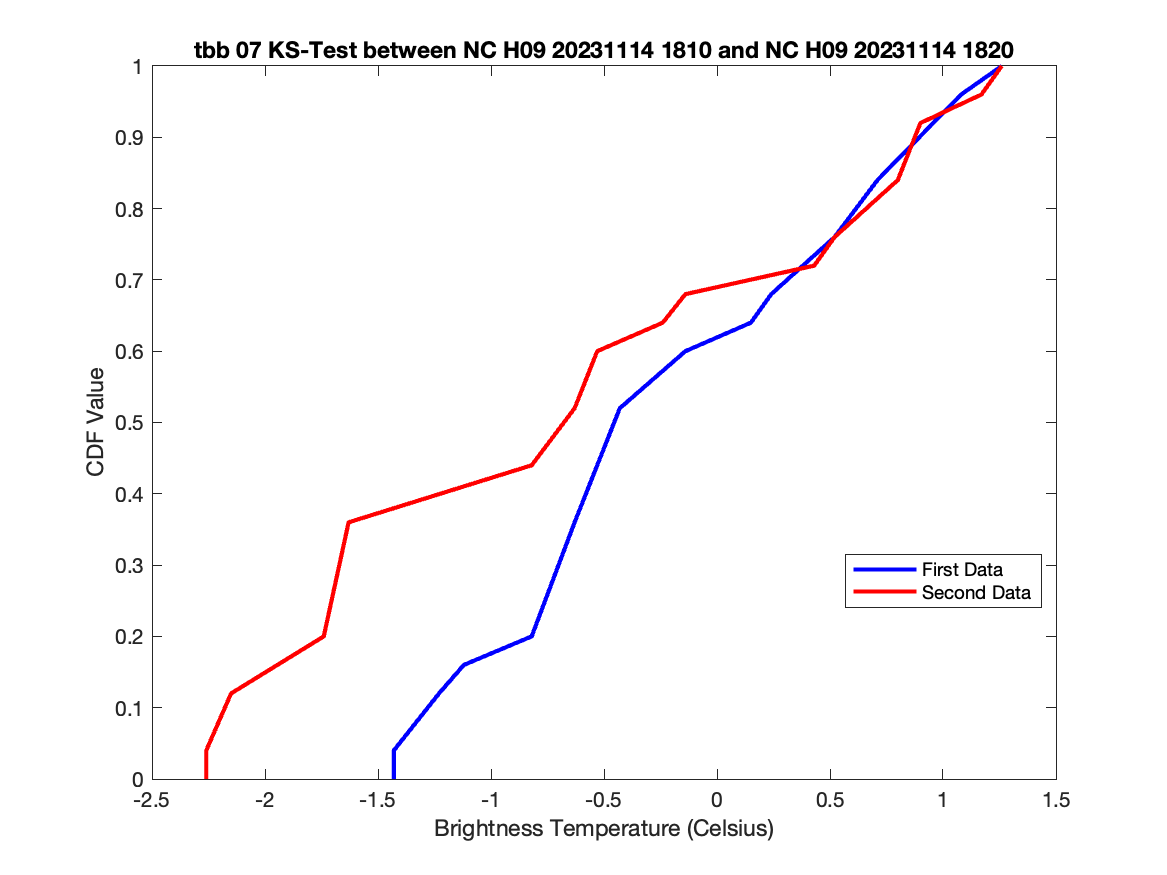 tbb 07 KS-Test between NC H09 20231114 1810 and NC H09 20231114 1820
1
0.9
0.8
0.7
0.6
0.5
0.4
0.3
0.2
0.1
0
CDF Value
First Data
Second Data
-2.5 -2 -1.5 -1 -0.5 0 0.5 1 1.5
Brightness Temperature (Celsius)